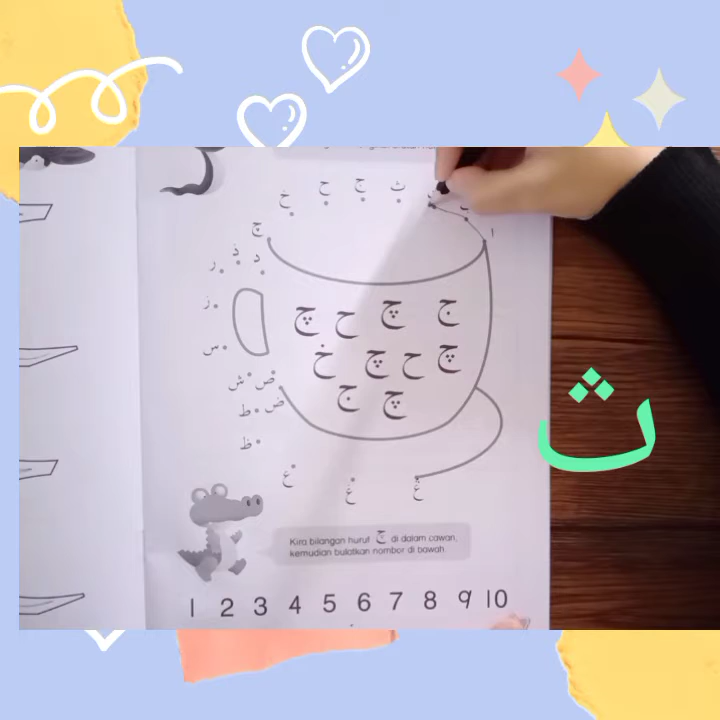 ث ج ح خ
ا
چ
د ذ ر
ز
س
ج چ ح چ
چ ح چ خ
چ ج
ص ش
ض ط
ظ
ڠ غ ع
ث
Kira bilangan huruf چ di dalam cawan,
kemudian bulatkan nombor di bawah.
1 2 3 4 5 6 7 8 9 10